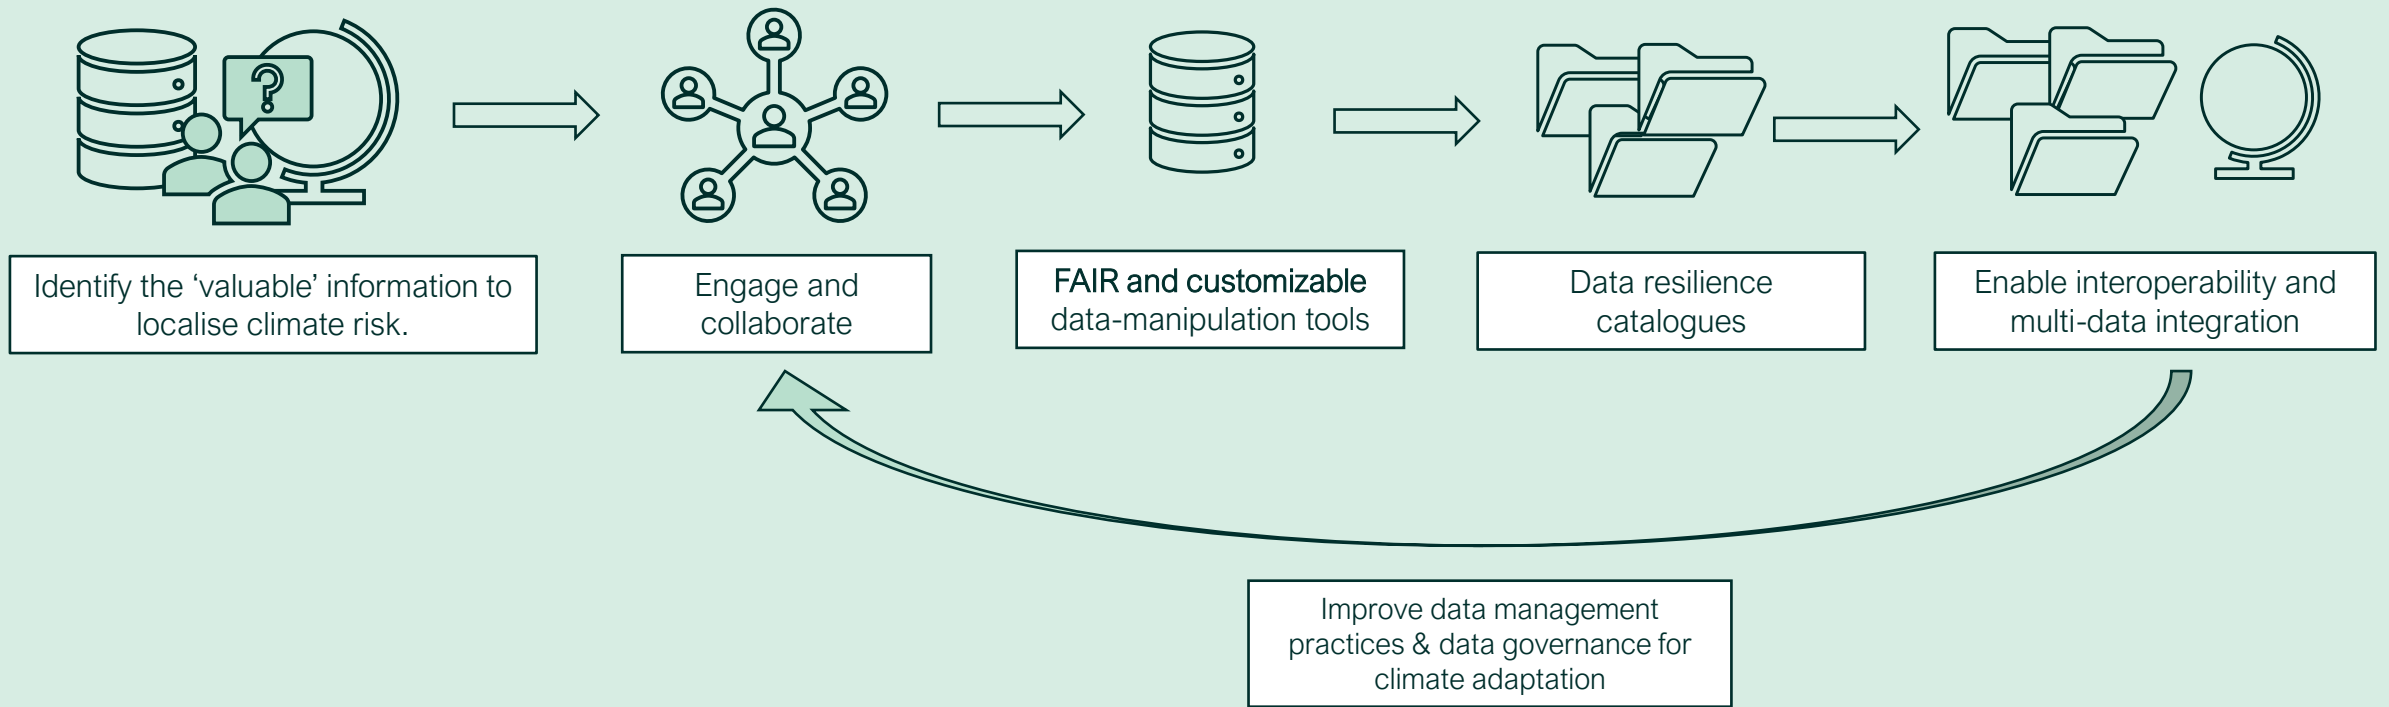 ?
Identify the ‘valuable’ information to
localise climate risk.
Engage and
collaborate
FAIR and customizable
data-manipulation tools
Data resilience
catalogues
Enable interoperability and
multi-data integration
Improve data management
practices & data governance for
climate adaptation